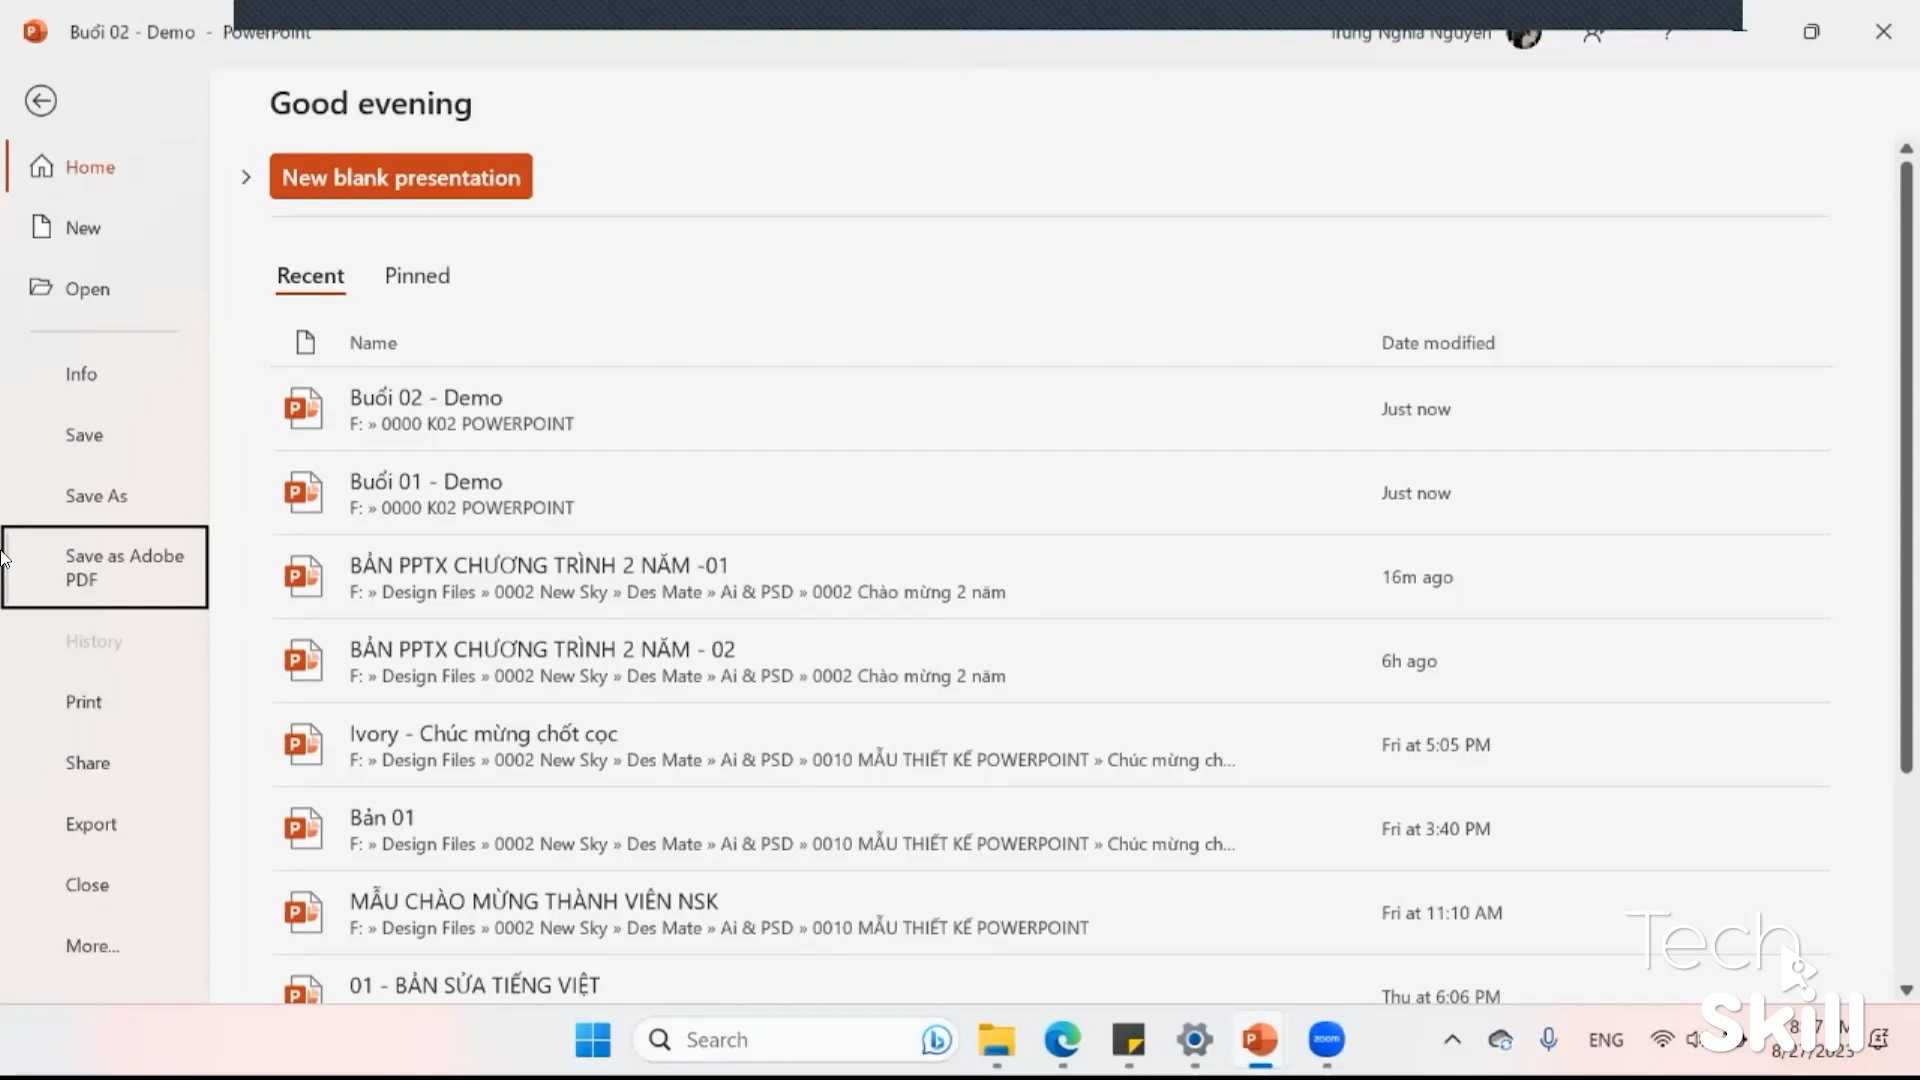 Buổi 02 - Demo - PowerPoint
Trung Nghia Nguyen
?
Good evening
Home
New blank presentation
New
Recent Pinned
Open
Name Date modified
Info
Buổi 02 - Demo
F: » 0000 K02 POWERPOINT
Just now
Save
Buổi 01 - Demo
F: » 0000 K02 POWERPOINT
Just now
Save As
Save as Adobe
PDF
BẢN PPTX CHƯƠNG TRÌNH 2 NĂM -01
F: » Design Files » 0002 New Sky » Des Mate » Ai & PSD » 0002 Chào mừng 2 năm
16m ago
History
BẢN PPTX CHƯƠNG TRÌNH 2 NĂM - 02
F: » Design Files » 0002 New Sky » Des Mate » Ai & PSD » 0002 Chào mừng 2 năm
6h ago
Print
Ivory - Chúc mừng chốt cọc
F: » Design Files » 0002 New Sky » Des Mate » Ai & PSD » 0010 MẪU THIẾT KẾ POWERPOINT » Chúc mừng ch...
Fri at 5:05 PM
Share
Bản 01
F: » Design Files » 0002 New Sky » Des Mate » Ai & PSD » 0010 MẪU THIẾT KẾ POWERPOINT » Chúc mừng ch...
Fri at 3:40 PM
Export
Close
MẪU CHÀO MỪNG THÀNH VIÊN NSK
F: » Design Files » 0002 New Sky » Des Mate » Ai & PSD » 0010 MẪU THIẾT KẾ POWERPOINT
Fri at 11:10 AM
More...
01 - BẢN SỬA TIẾNG VIỆT
Thu at 6:06 PM
Tech
Skill
Search
zoom
ENG
8/27/2023